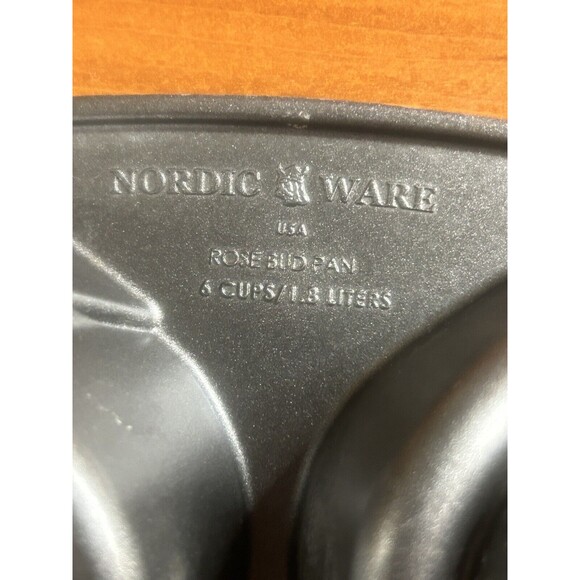 NORDIC WARE
USA
ROSE BUD PAN
6 CUPS/1.8 LITERS